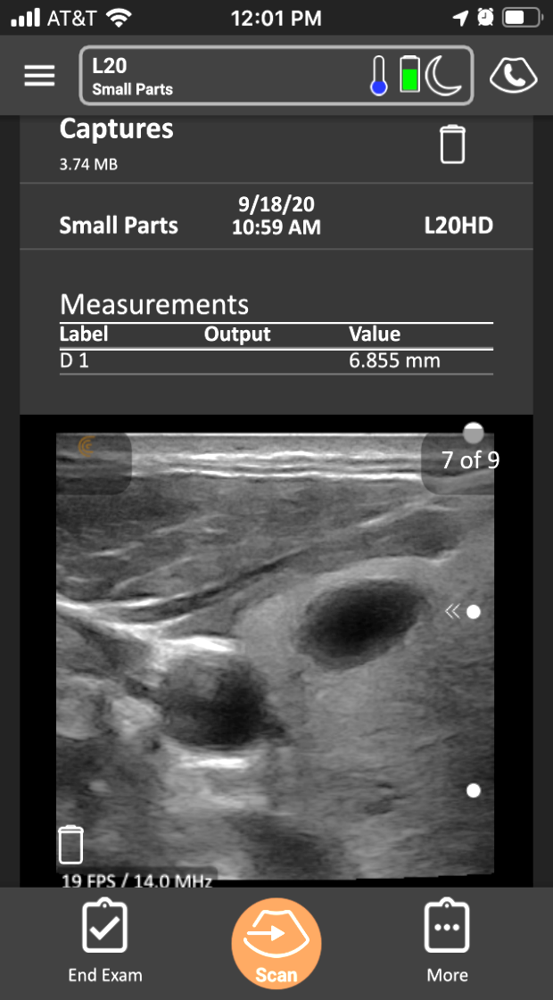 AT&T 12:01 PM
L20
Small Parts
Captures
3.74 MB
9/18/20
Small Parts 10:59 AM L20HD
Measurements
Label Output Value
D 1 6.855 mm
7 of 9
19 FPS / 14.0 MHz
End Exam Scan More